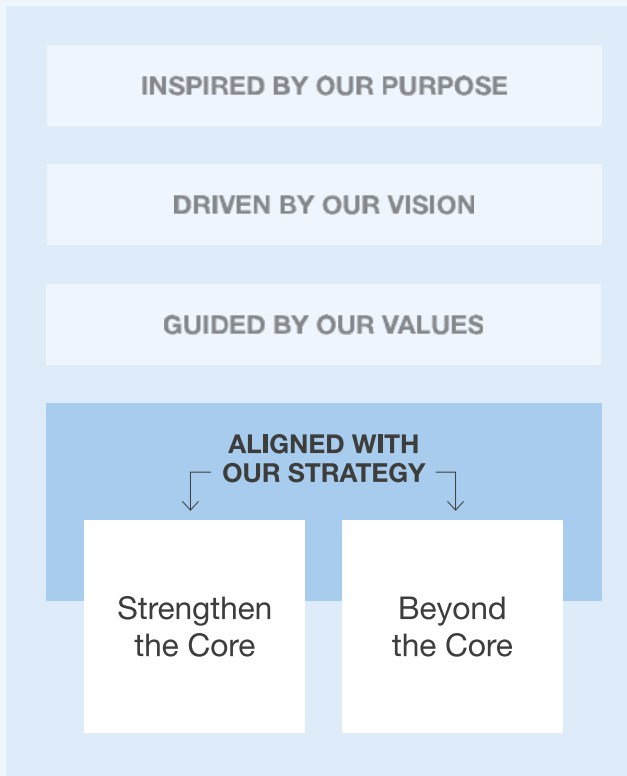 INSPIRED BY OUR PURPOSE
DRIVEN BY OUR VISION
GUIDED BY OUR VALUES
ALIGNED WITH
OUR STRATEGY
Strengthen
the Core
Beyond
the Core